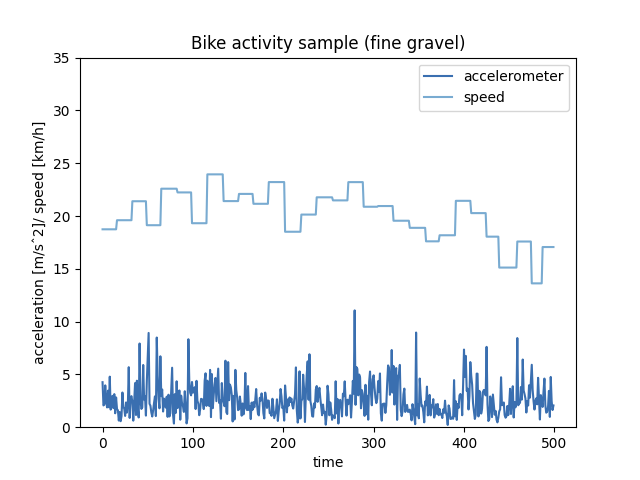 Bike activity sample (fine gravel)
35
30
25
20
15
10
5
0
acceleration [m/s^2]/ speed [km/h]
accelerometer
speed
0 100 200 300 400 500
time